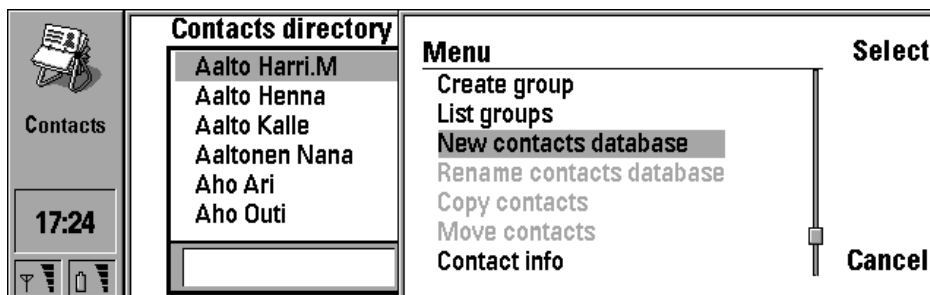 Contacts
17:24
Contacts directory
Aalto Harri.M
Aalto Henna
Aalto Kalle
Aaltonen Nana
Aho Ari
Aho Outi
Menu
Create group
List groups
New contacts database
Rename contacts database
Copy contacts
Move contacts
Contact info
Select
Cancel